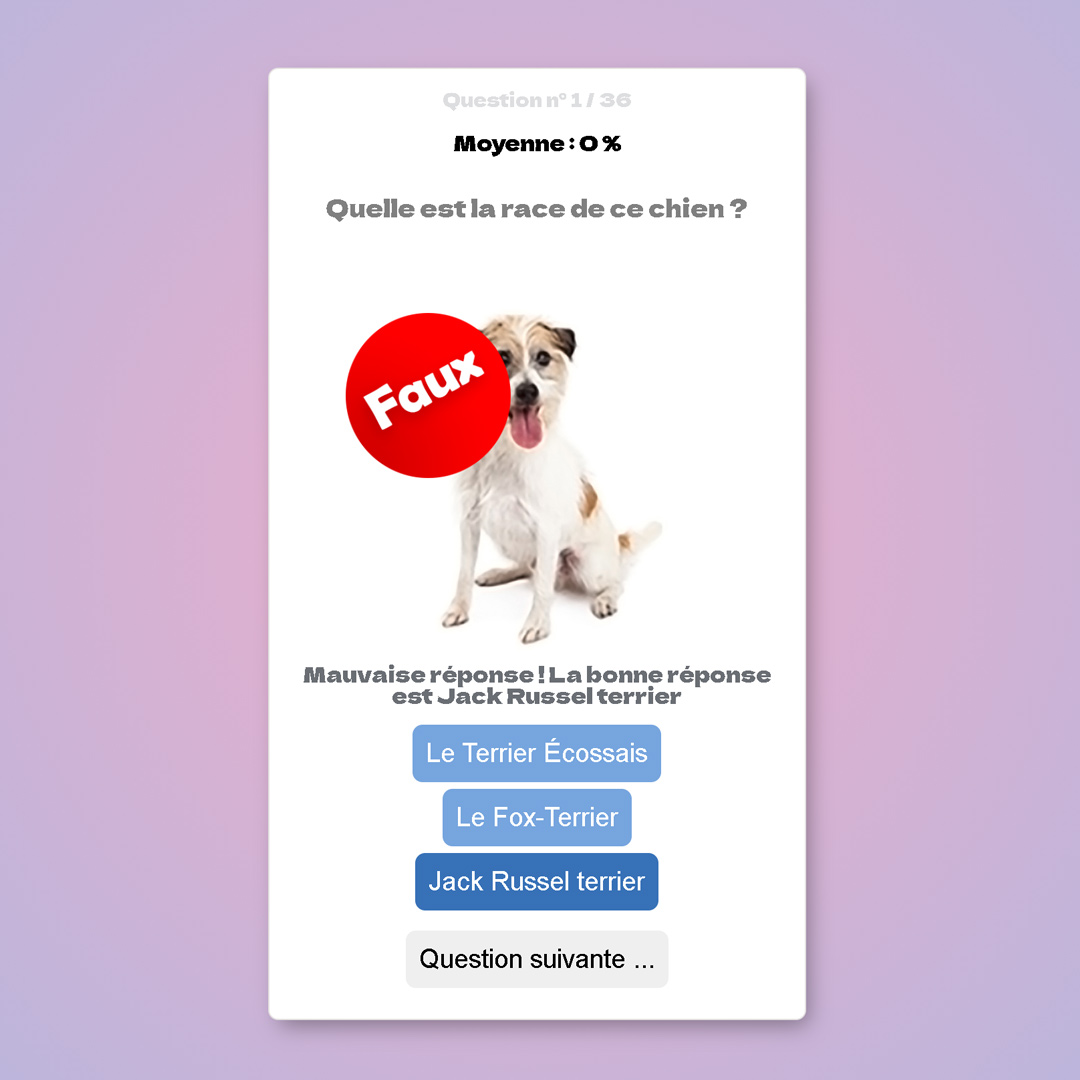 Question n° 1 / 36
Moyenne : 0 %
Quelle est la race de ce chien ?
Faux
Mauvaise réponse ! La bonne réponse
est Jack Russel terrier
Le Terrier Écossais
Le Fox-Terrier
Jack Russel terrier
Question suivante ...